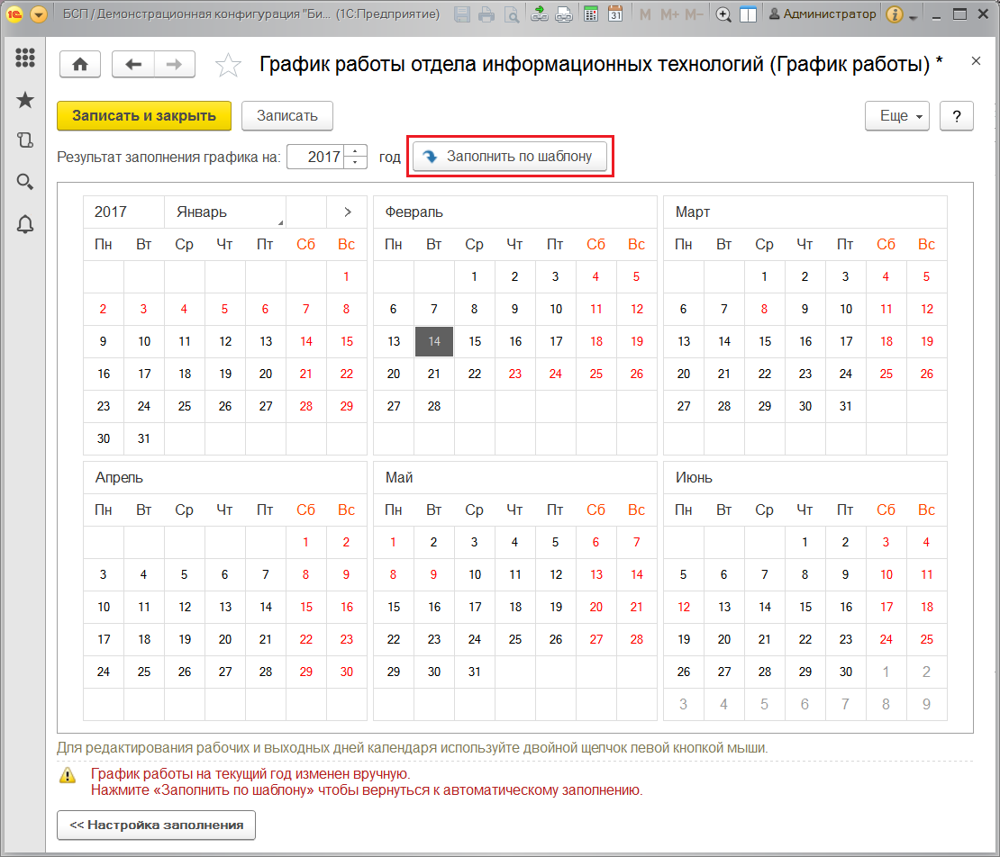 БСП / Демонстрационная конфигурация "Би... (1С:Предприятие) M M+ M- Администратор
График работы отдела информационных технологий (График работы) *
Записать и закрыть Записать Еще ?
Результат заполнения графика на: 2017 год Заполнить по шаблону
2017 Январь > Февраль Март
Пн Вт Ср Чт Пт Сб Вс Пн Вт Ср Чт Пт Сб Вс Пн Вт Ср Чт Пт Сб Вс
1 1 2 3 4 5 1 2 3 4 5
2 3 4 5 6 7 8 6 7 8 9 10 11 12 6 7 8 9 10 11 12
9 10 11 12 13 14 15 13 14 15 16 17 18 19 13 14 15 16 17 18 19
16 17 18 19 20 21 22 20 21 22 23 24 25 26 20 21 22 23 24 25 26
23 24 25 26 27 28 29 27 28 27 28 29 30 31
30 31
Апрель Май Июнь
Пн Вт Ср Чт Пт Сб Вс Пн Вт Ср Чт Пт Сб Вс Пн Вт Ср Чт Пт Сб Вс
1 2 1 2 3 4 5 6 7 1 2 3 4
3 4 5 6 7 8 9 8 9 10 11 12 13 14 5 6 7 8 9 10 11
10 11 12 13 14 15 16 15 16 17 18 19 20 21 12 13 14 15 16 17 18
17 18 19 20 21 22 23 22 23 24 25 26 27 28 19 20 21 22 23 24 25
24 25 26 27 28 29 30 29 30 31 26 27 28 29 30 1 2
3 4 5 6 7 8 9
Для редактирования рабочих и выходных дней календаря используйте двойной щелчок левой кнопкой мыши.
График работы на текущий год изменен вручную.
Нажмите «Заполнить по шаблону» чтобы вернуться к автоматическому заполнению.
<< Настройка заполнения